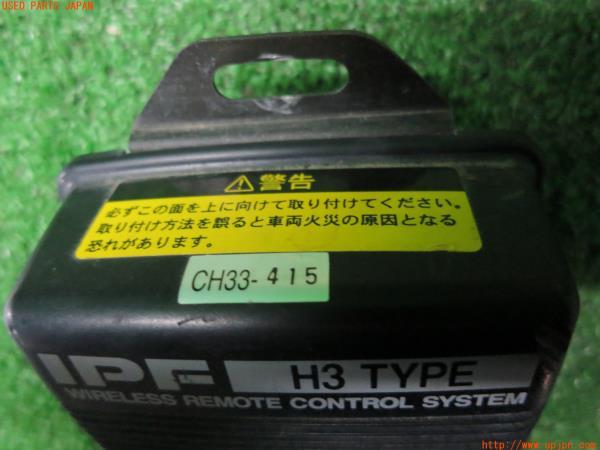 USED PARTS JAPAN
警告
必ずこの面を上に向けて取り付けてください。
取り付け方法を誤ると車両火災の原因となる
恐れがあります。
CH33-415
IPF H3 TYPE
WIRELESS REMOTE CONTROL SYSTEM
http://www.upjpn.com/